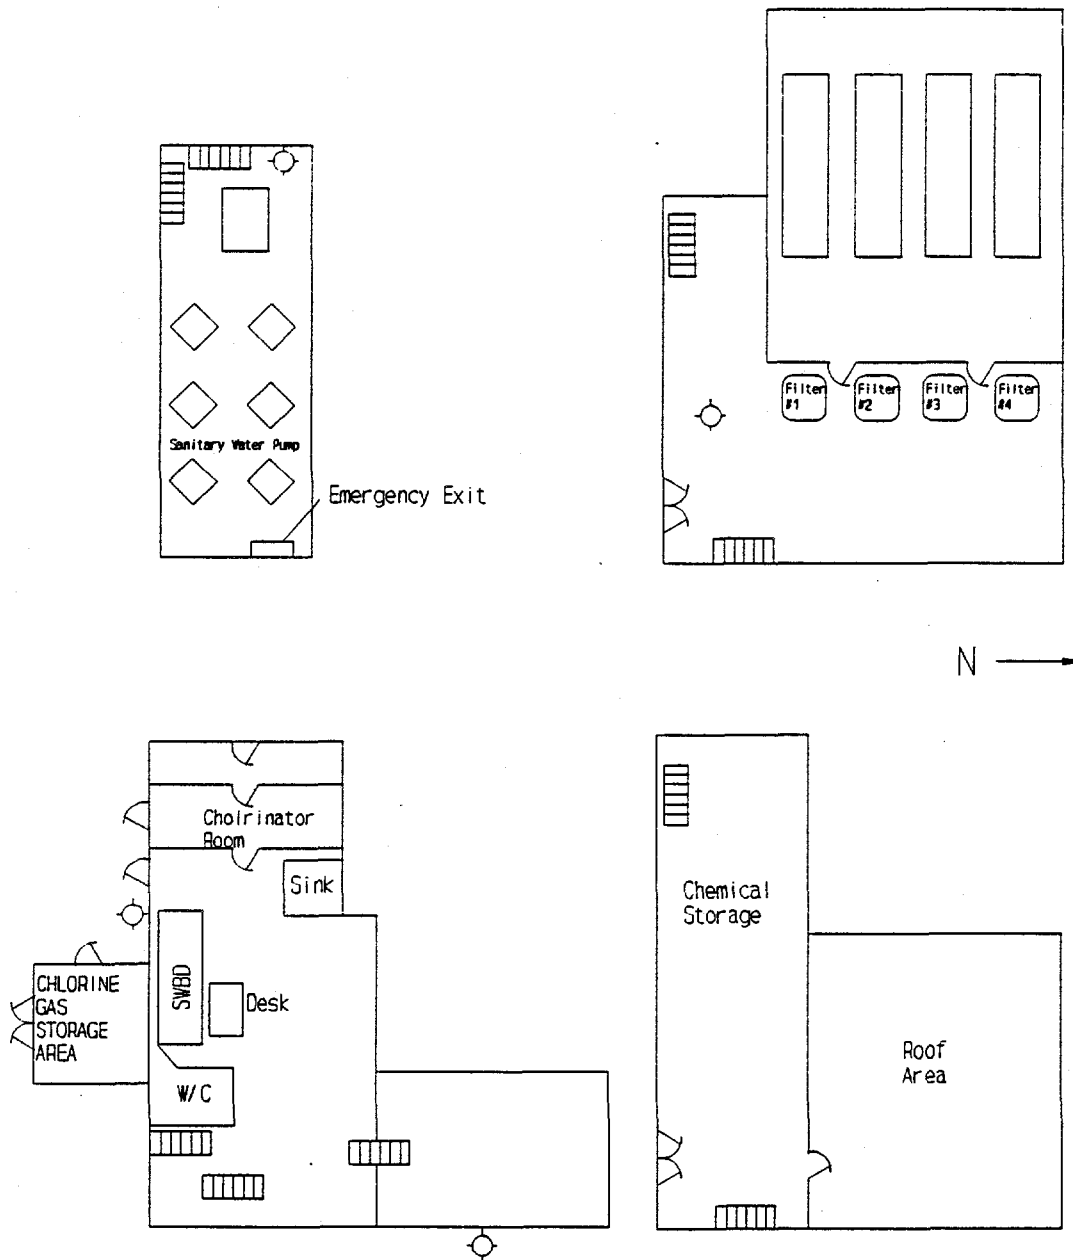 Sanitary Water Pump
Emergency Exit
Filter
#1
Filter
#2
Filter
#3
Filter
#4
N
Cholrinator
Room
Sink
SWBD
Desk
CHLORINE
GAS
STORAGE
AREA
W/C
Chemical
Storage
Roof
Area